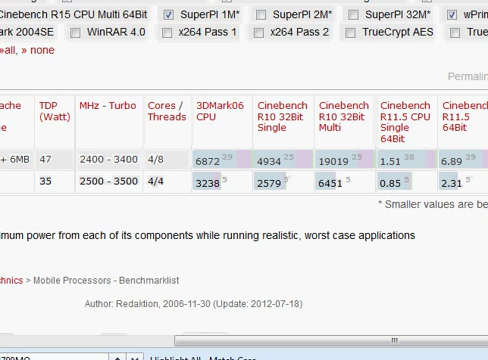 Cinebench R15 CPU Multi 64Bit SuperPI 1M* SuperPI 2M* SuperPI 32M* wPrim
ark 2004SE WinRAR 4.0 x264 Pass 1 x264 Pass 2 TrueCrypt AES True
»all, » none
Permalin
ache TDP (Watt) MHz - Turbo Cores / Threads 3DMark06 CPU Cinebench R10 32Bit Single Cinebench R10 32Bit Multi Cinebench R11.5 CPU Single 64Bit Cinebench R11.5 64Bit
+ 6MB 47 2400 - 3400 4/8 6872 29 4934 25 19019 25 1.51 38 6.89 39
35 2500 - 3500 4/4 3238 5 2579 5 6451 5 0.85 5 2.31 5
* Smaller values are be
imum power from each of its components while running realistic, worst case applications
chnics > Mobile Processors - Benchmarklist
Author: Redaktion, 2006-11-30 (Update: 2012-07-18)